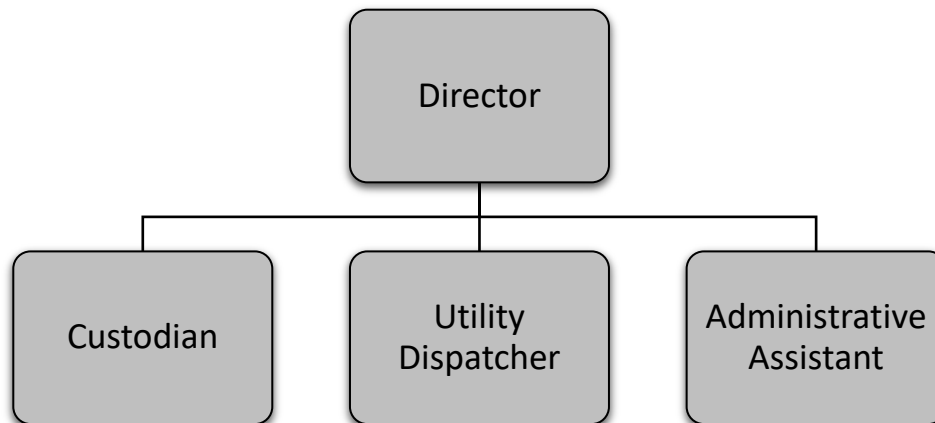 Director
Custodian
Utility
Dispatcher
Administrative
Assistant